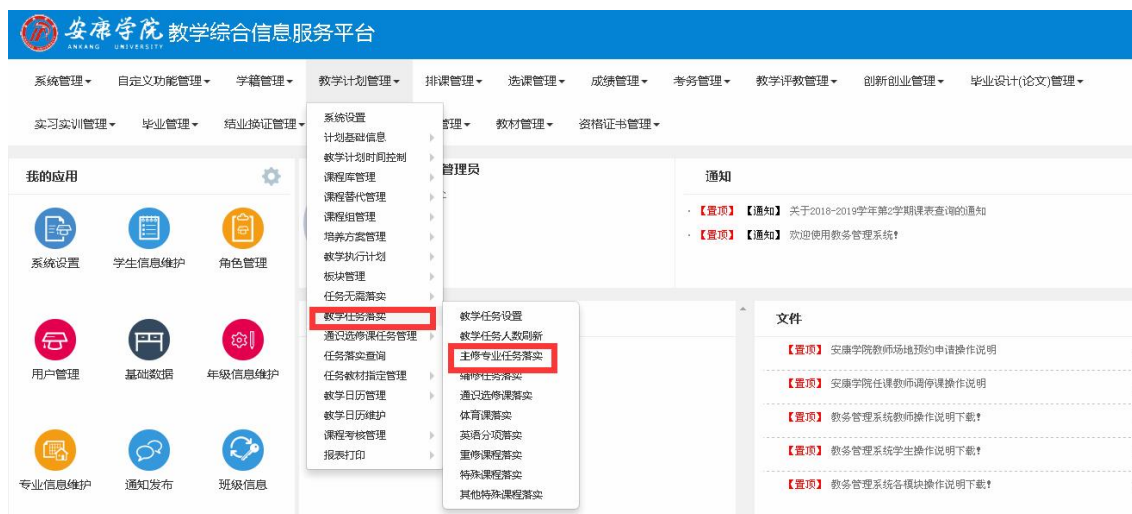 安康学院 教学综合信息服务平台
ANKANG UNIVERSITY
系统管理 自定义功能管理 学籍管理 教学计划管理 排课管理 选课管理 成绩管理 考务管理 教学评教管理 创新创业管理 毕业设计(论文)管理
实习实训管理 毕业管理 结业换证管理 管理 教材管理 资格证书管理
系统设置
计划基础信息
教学计划时间控制
课程库管理
课程替代管理
课程组管理
培养方案管理
教学执行计划
板块管理
任务无需落实
教学任务落实
通识选修课任务管理
任务落实查询
任务教材指定管理
教学日历管理
教学日历维护
课程考核管理
报表打印
教学任务设置
教学任务人数刷新
主修专业任务落实
辅修任务落实
通识选修课落实
体育课落实
英语分项落实
重修课程落实
特殊课程落实
其他特殊课程落实
我的应用
系统设置 学生信息维护 角色管理
用户管理 基础数据 年级信息维护
专业信息维护 通知发布 班级信息
管理员
通知
【置顶】 【通知】 关于2018-2019学年第2学期课表查询的通知
【置顶】 【通知】 欢迎使用教务管理系统!
文件
【置顶】 安康学院教师场地预约申请操作说明
【置顶】 安康学院任课教师调停课操作说明
【置顶】 教务管理系统教师操作说明下载!
【置顶】 教务管理系统学生操作说明下载!
【置顶】 教务管理系统各模块操作说明下载!